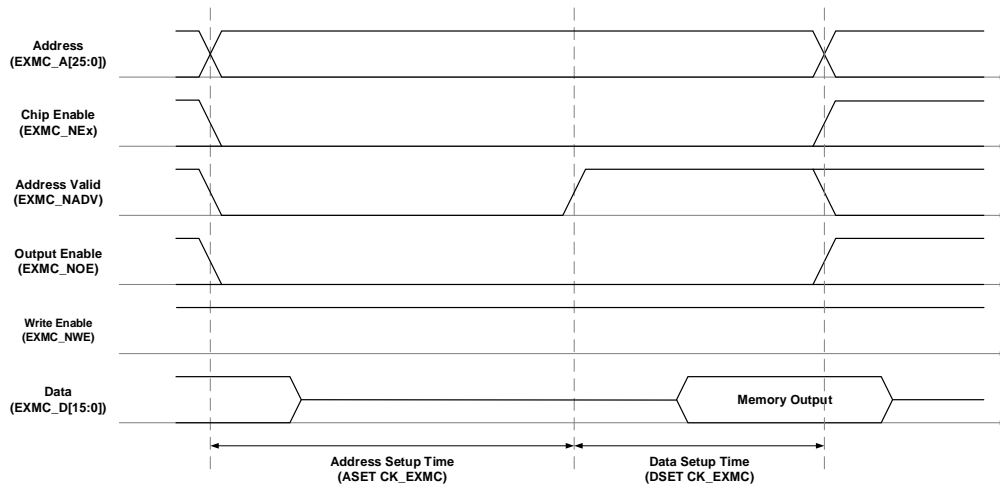 Address
(EXMC_A[25:0])
Chip Enable
(EXMC_NEx)
Address Valid
(EXMC_NADV)
Output Enable
(EXMC_NOE)
Write Enable
(EXMC_NWE)
Data
(EXMC_D[15:0])
Memory Output
Address Setup Time
(ASET CK_EXMC)
Data Setup Time
(DSET CK_EXMC)